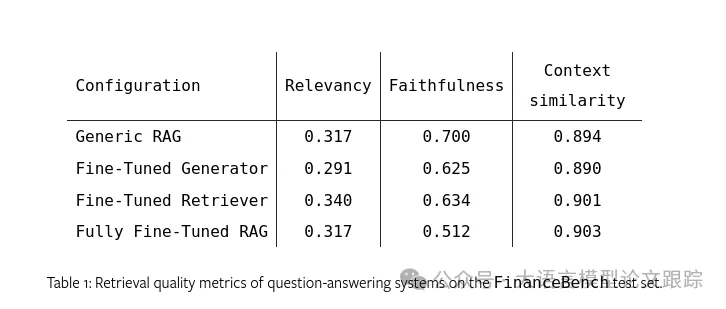 Configuration Relevancy Faithfulness Context similarity
Generic RAG 0.317 0.700 0.894
Fine-Tuned Generator 0.291 0.625 0.890
Fine-Tuned Retriever 0.340 0.634 0.901
Fully Fine-Tuned RAG 0.317 0.512 0.903
Table 1: Retrieval quality metrics of question-answering systems on the FinanceBench test set.
公众号 · 大语言模型论文跟踪